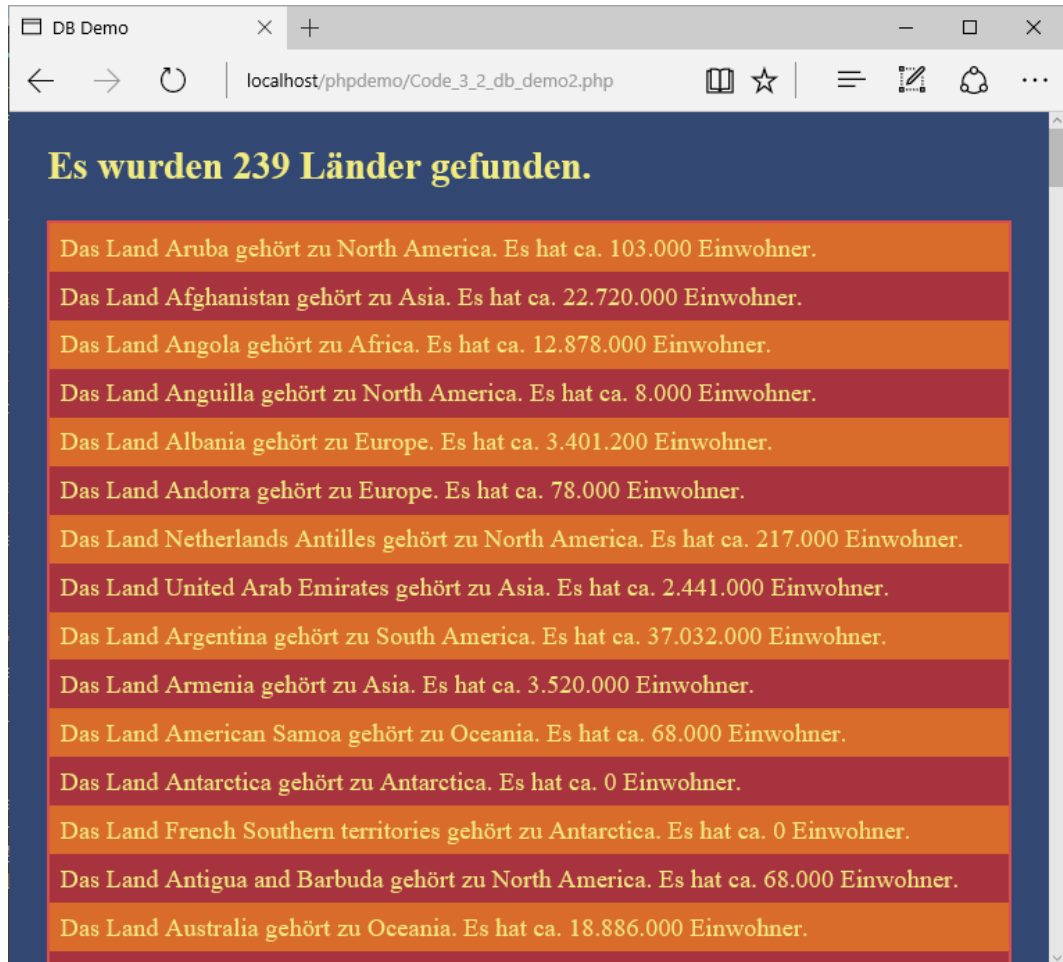 DB Demo
localhost/phpdemo/Code_3_2_db_demo2.php
Es wurden 239 Länder gefunden.
Das Land Aruba gehört zu North America. Es hat ca. 103.000 Einwohner.
Das Land Afghanistan gehört zu Asia. Es hat ca. 22.720.000 Einwohner.
Das Land Angola gehört zu Africa. Es hat ca. 12.878.000 Einwohner.
Das Land Anguilla gehört zu North America. Es hat ca. 8.000 Einwohner.
Das Land Albania gehört zu Europe. Es hat ca. 3.401.200 Einwohner.
Das Land Andorra gehört zu Europe. Es hat ca. 78.000 Einwohner.
Das Land Netherlands Antilles gehört zu North America. Es hat ca. 217.000 Einwohner.
Das Land United Arab Emirates gehört zu Asia. Es hat ca. 2.441.000 Einwohner.
Das Land Argentina gehört zu South America. Es hat ca. 37.032.000 Einwohner.
Das Land Armenia gehört zu Asia. Es hat ca. 3.520.000 Einwohner.
Das Land American Samoa gehört zu Oceania. Es hat ca. 68.000 Einwohner.
Das Land Antarctica gehört zu Antarctica. Es hat ca. 0 Einwohner.
Das Land French Southern territories gehört zu Antarctica. Es hat ca. 0 Einwohner.
Das Land Antigua and Barbuda gehört zu North America. Es hat ca. 68.000 Einwohner.
Das Land Australia gehört zu Oceania. Es hat ca. 18.886.000 Einwohner.